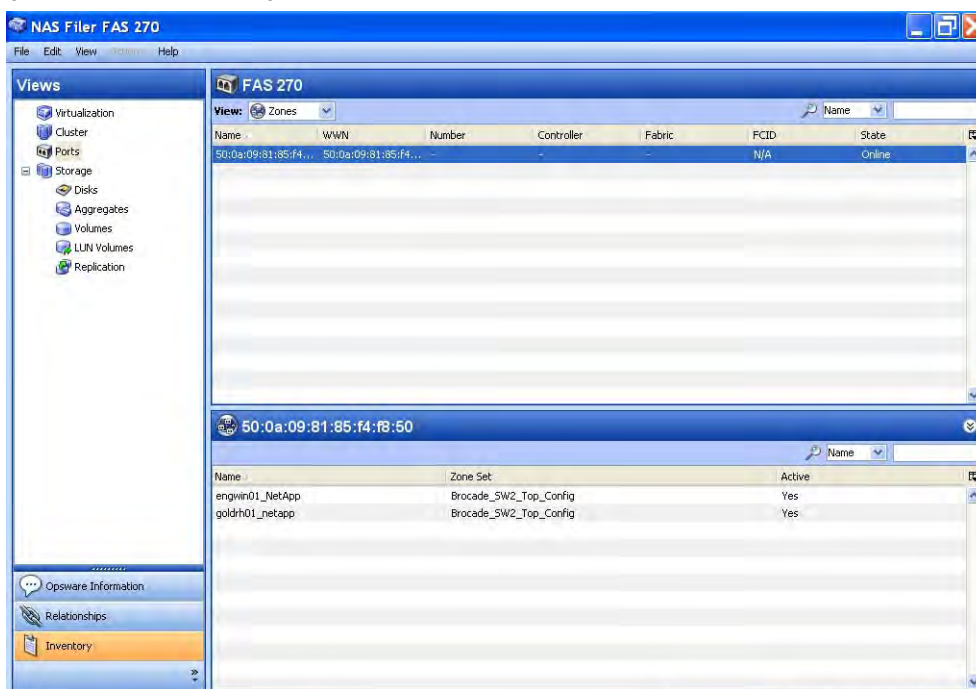 NAS Filer FAS 270
File Edit View Help
Views
Virtualization
Cluster
Ports
Storage
Disks
Aggregates
Volumes
LUN Volumes
Replication
Opsware Information
Relationships
Inventory
FAS 270
View: Zones Name
Name WWN Number Controller Fabric FCID State
50:0a:09:81:85:f4... 50:0a:09:81:85:f4... - - - N/A Online
50:0a:09:81:85:f4:f8:50
Name
Name Zone Set Active
engwin01_NetApp Brocade_SW2_Top_Config Yes
goldrh01_netapp Brocade_SW2_Top_Config Yes